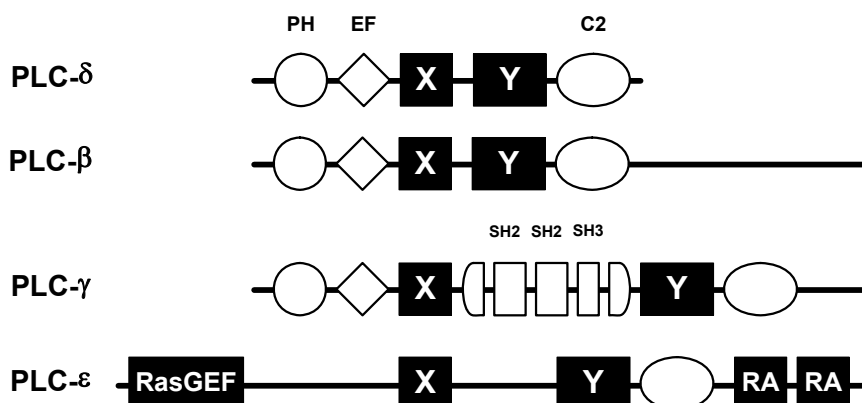 PH EF C2
PLC-δ X Y
PLC-β X Y
SH2 SH2 SH3
PLC-γ X Y
PLC-ε RasGEF X Y RA RA